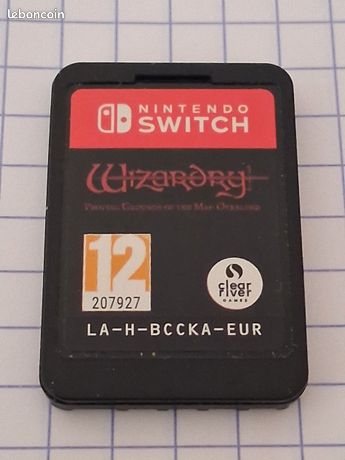 leboncoin
NINTENDO
SWITCH
Wizardry
Proving Grounds of the Mad Overlord
12
207927
clear
river
GAMES
LA-H-BCCKA-EUR